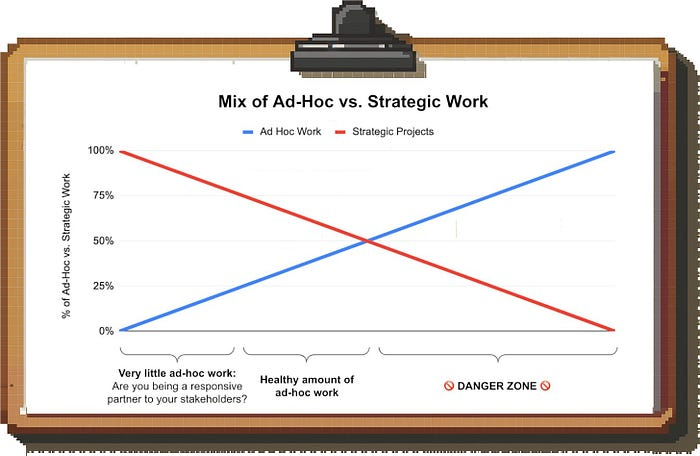 Mix of Ad-Hoc vs. Strategic Work
Ad Hoc Work Strategic Projects
% of Ad-Hoc vs. Strategic Work
100%
75%
50%
25%
0%
Very little ad-hoc work:
Are you being a responsive
partner to your stakeholders?
Healthy amount of
ad-hoc work
🚫 DANGER ZONE 🚫